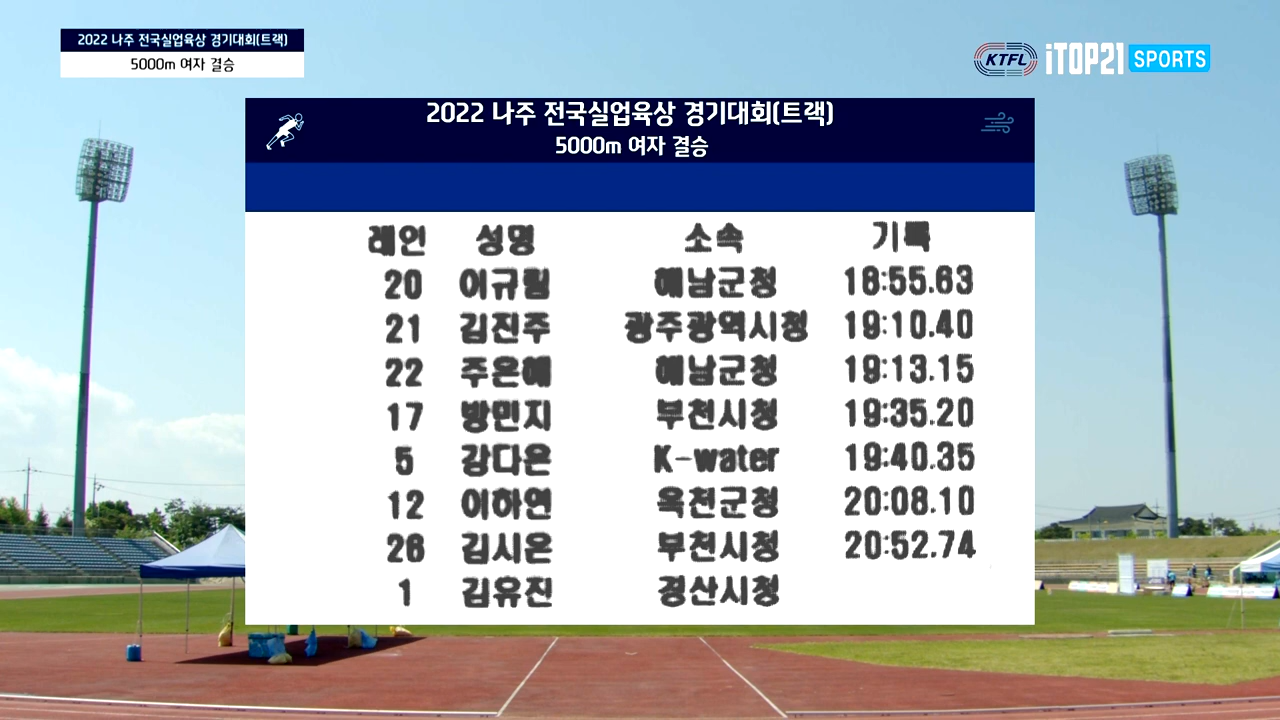 2022 나주 전국실업육상 경기대회(트랙)
5000m 여자 결승
KTFL iTOP21 SPORTS
2022 나주 전국실업육상 경기대회(트랙)
5000m 여자 결승
레인 성명 소속 기록
20 이규림 해남군청 18:55.63
21 김진주 광주광역시청 19:10.40
22 주은혜 해남군청 19:13.15
17 방민지 부천시청 19:35.20
5 강다은 K-water 19:40.35
12 이하연 옥천군청 20:08.10
26 김시온 부천시청 20:52.74
1 김유진 경산시청